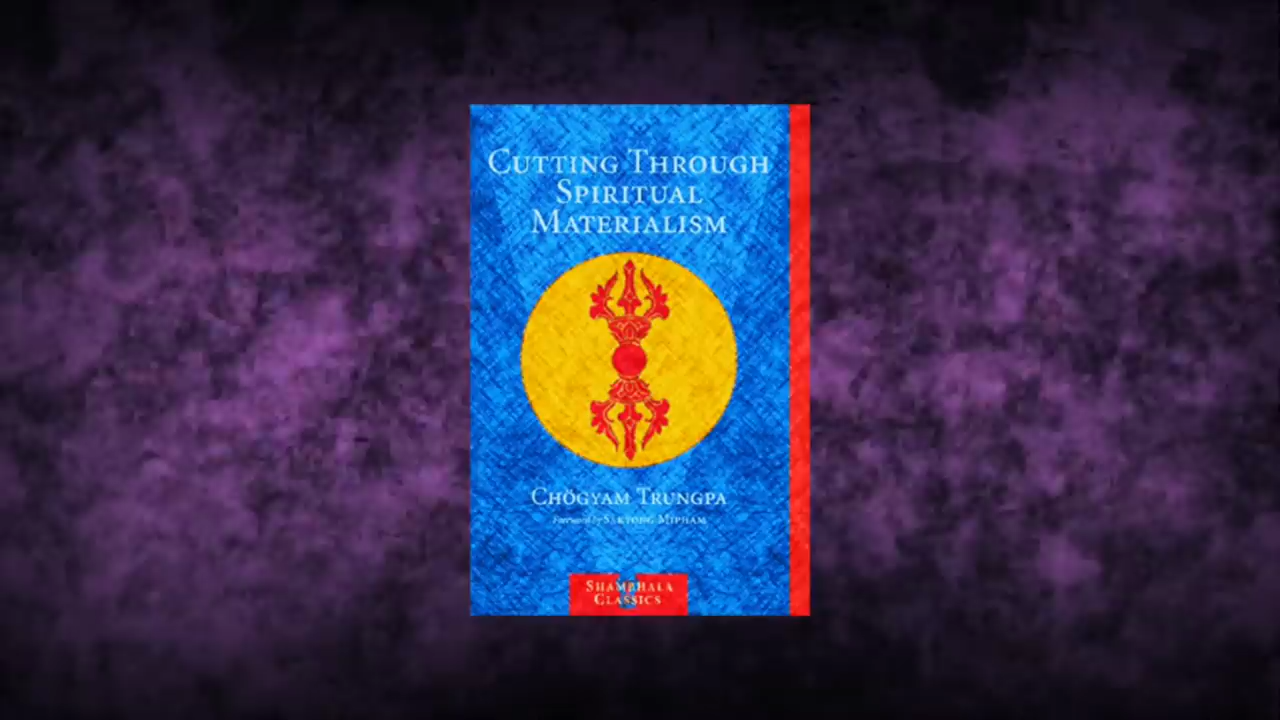 Cutting Through
Spiritual
Materialism
Chögyam Trungpa
Foreword by Sakyong Mipham
Shambhala
Classics